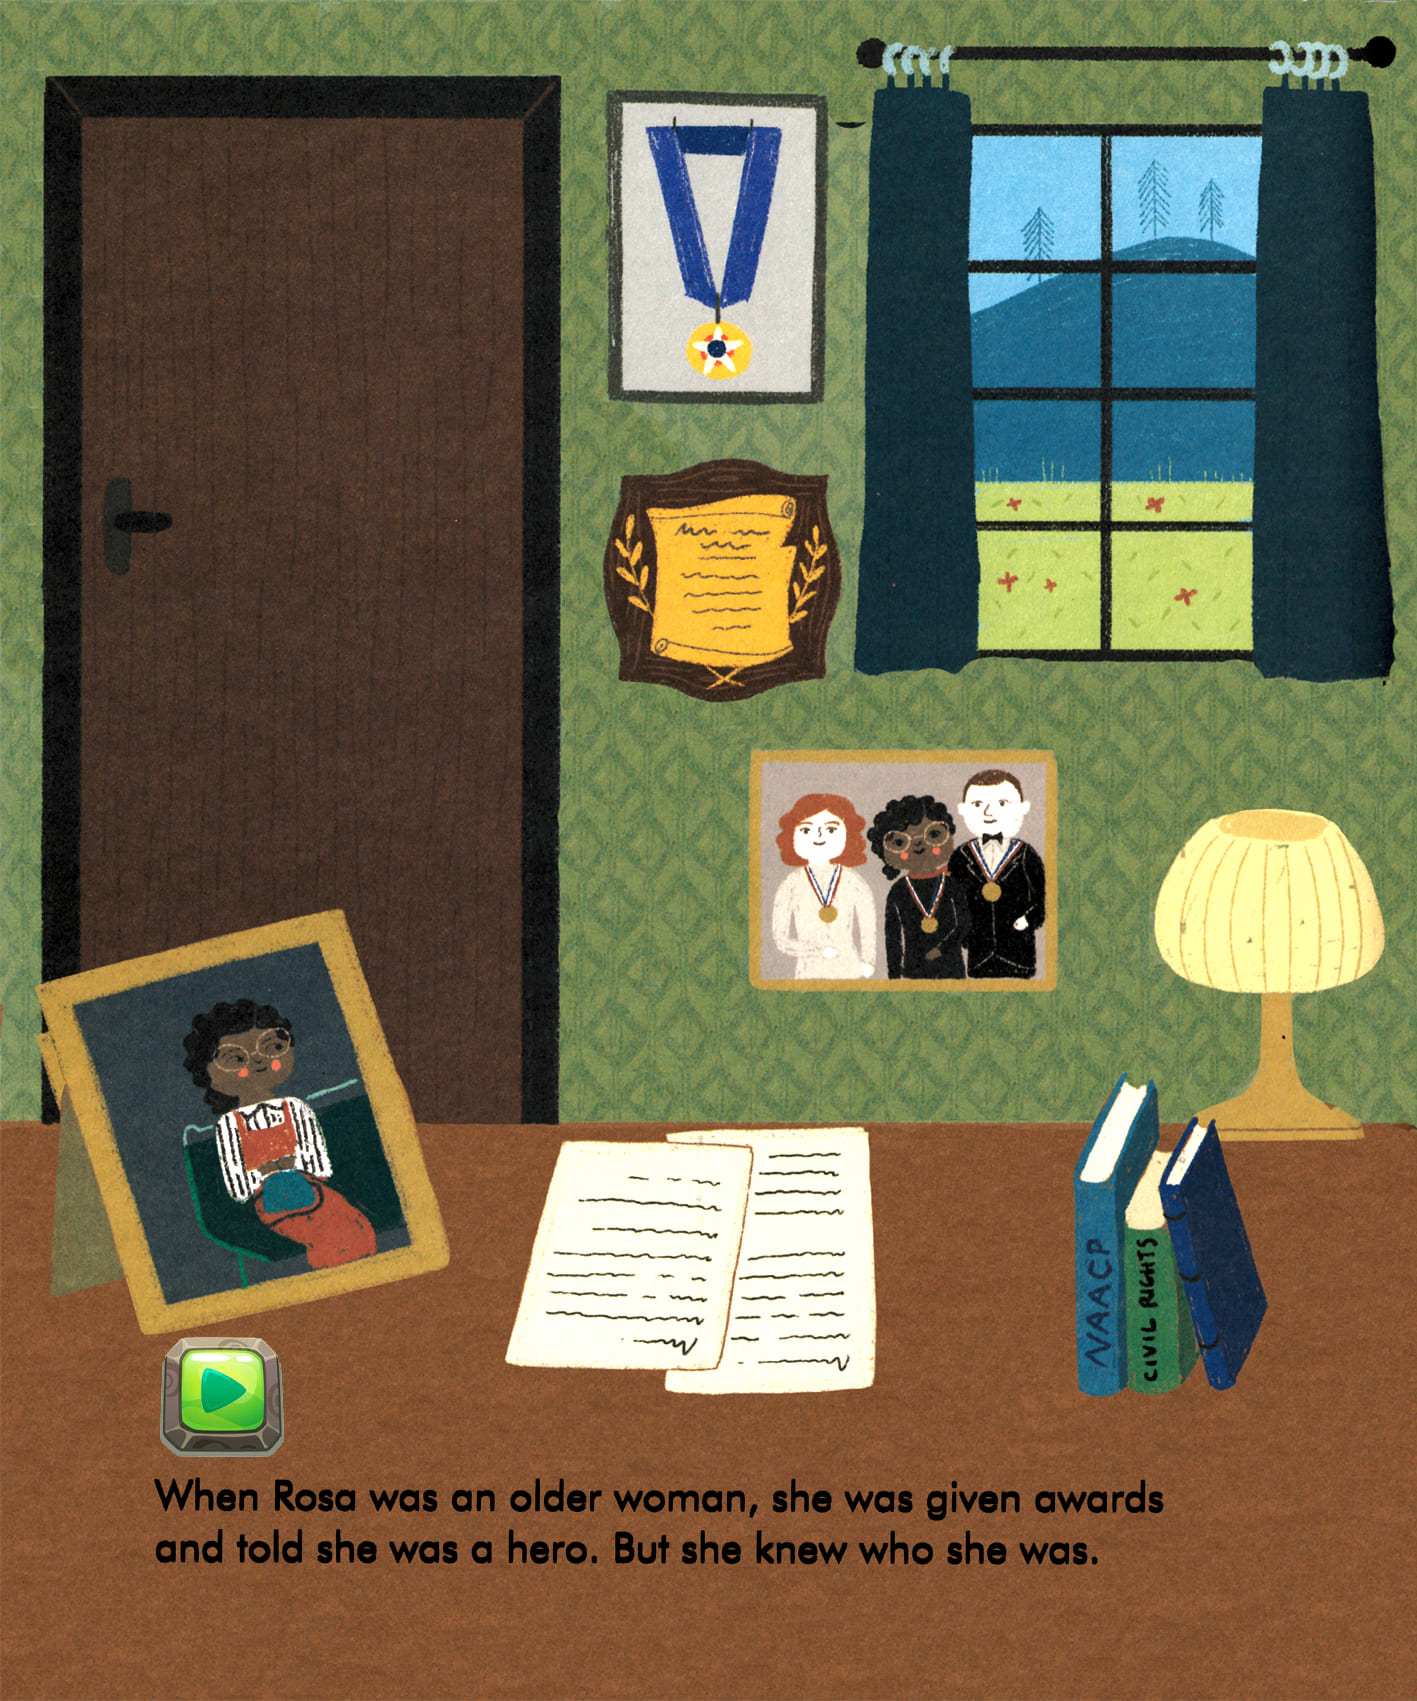 NAACP
CIVIL RIGHTS
When Rosa was an older woman, she was given awards
and told she was a hero. But she knew who she was.